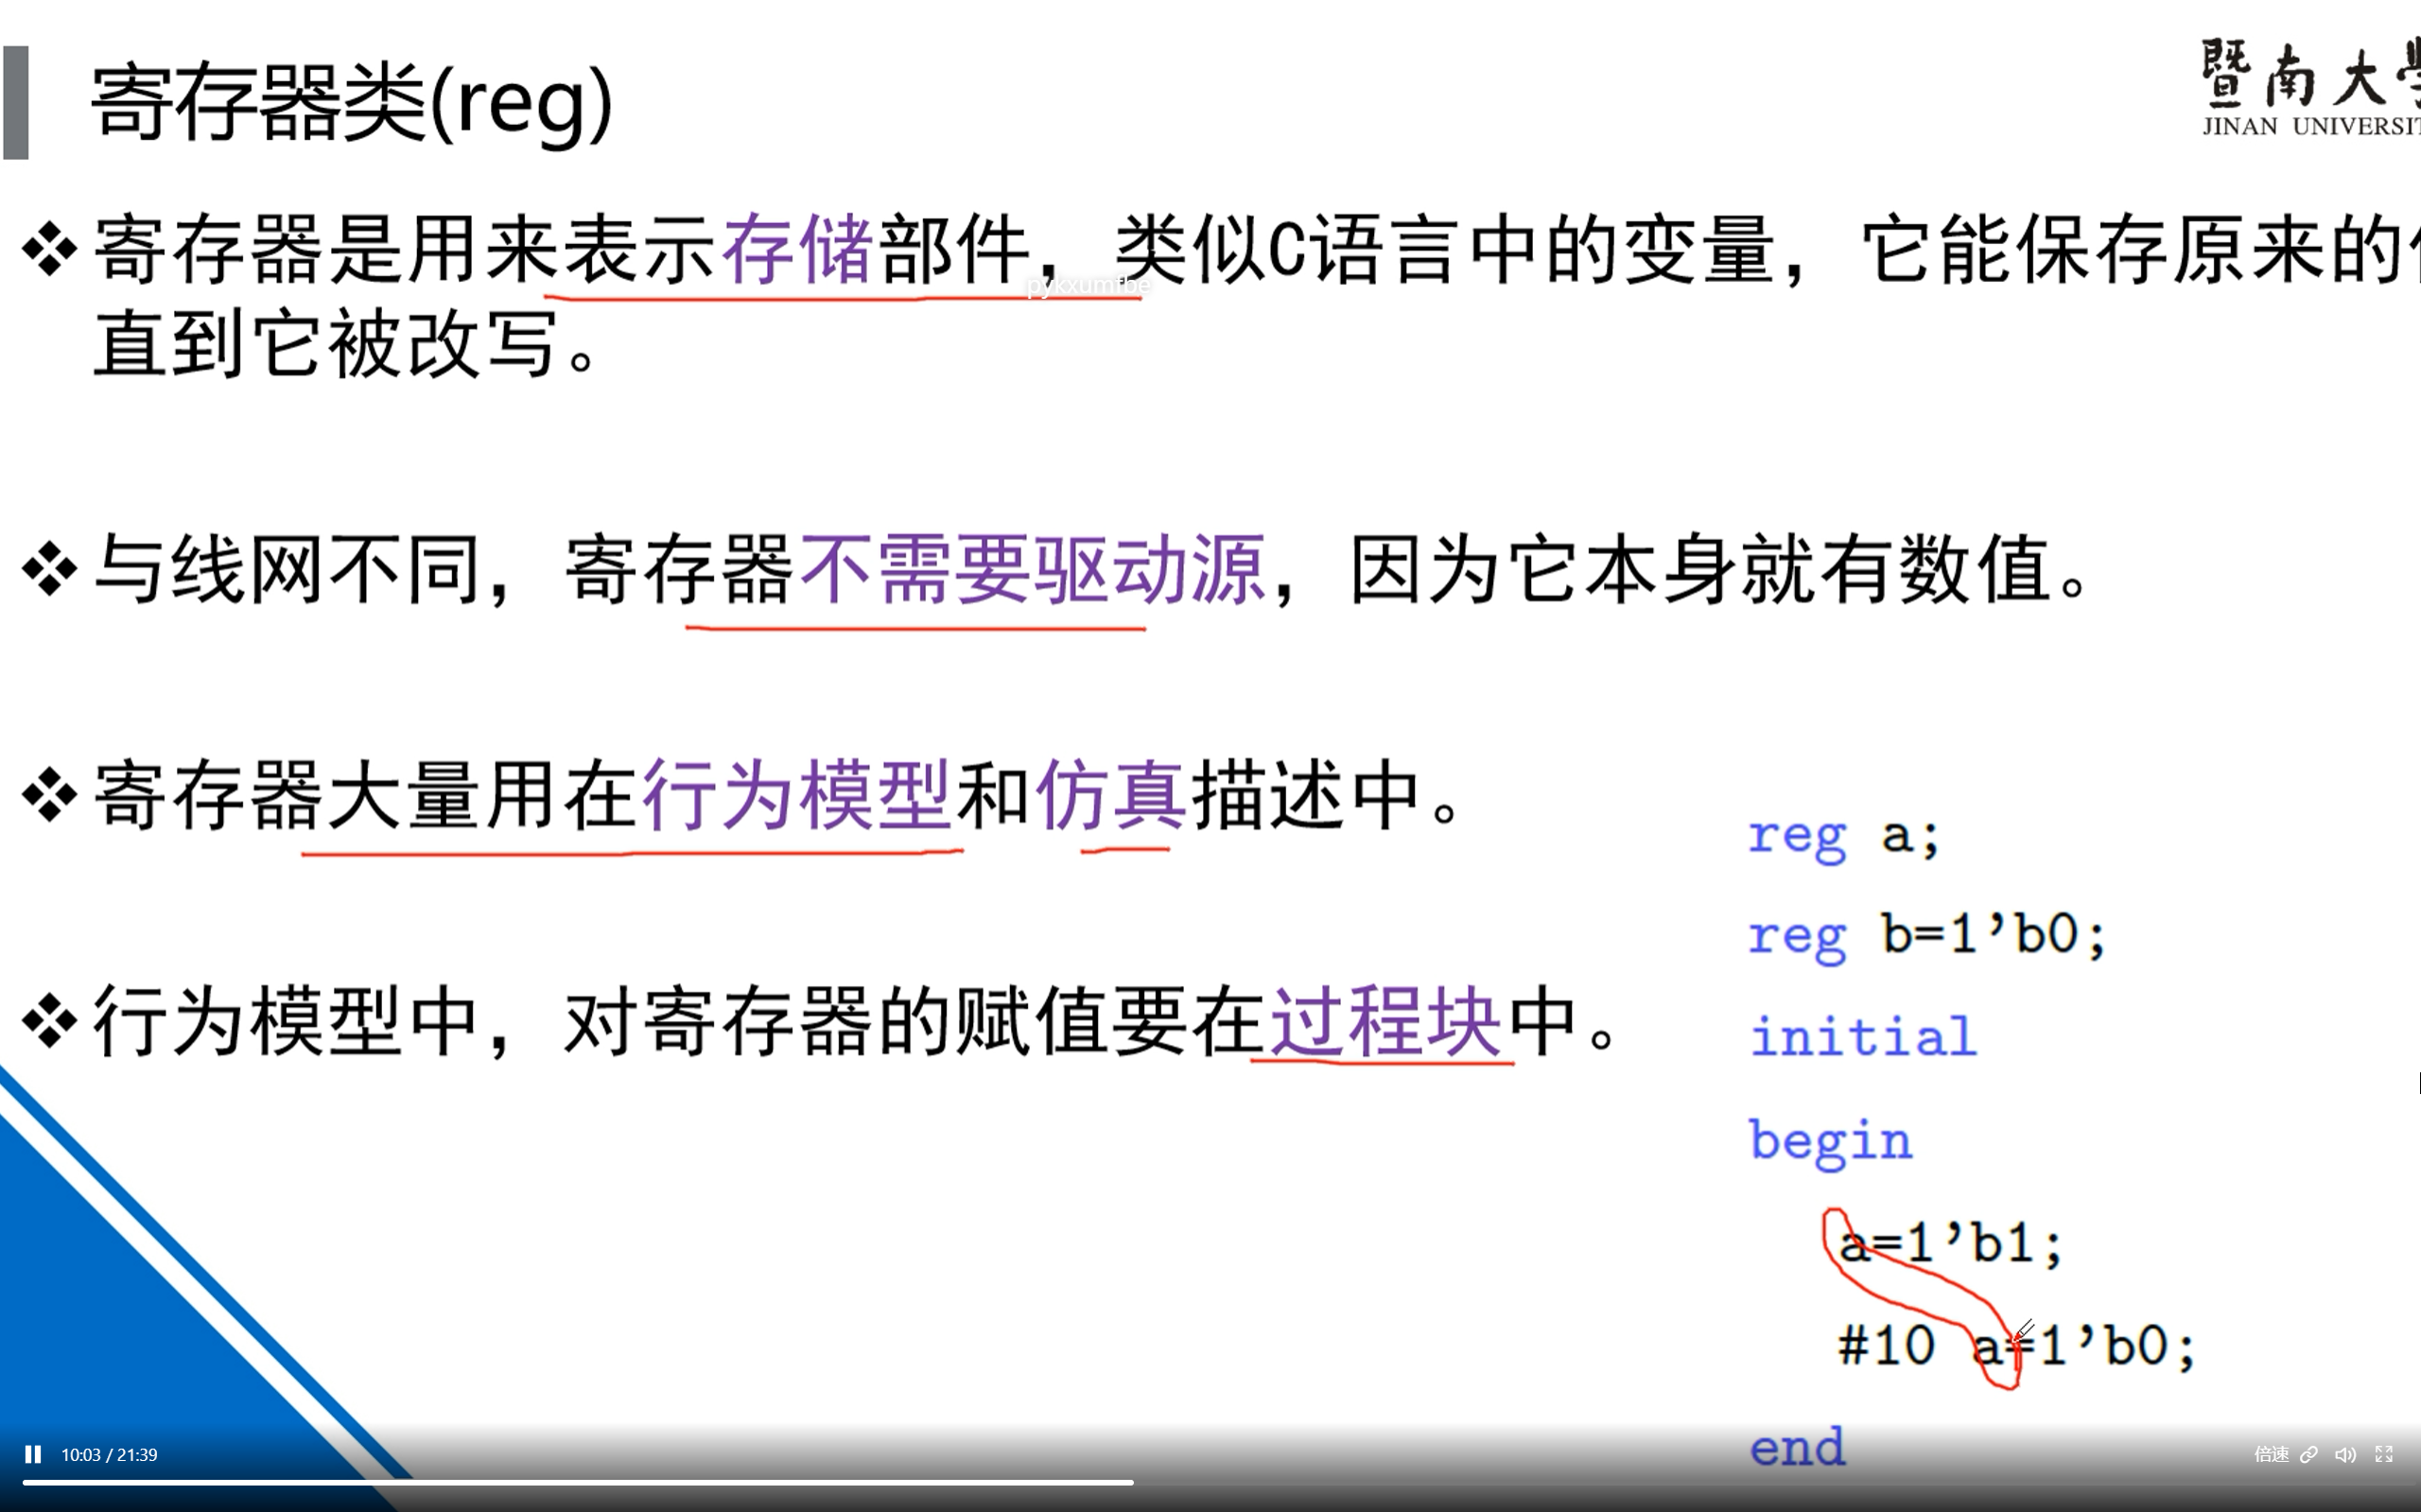 寄存器类(reg)
暨南大
JINAN UNIVERSIT
寄存器是用来表示存储部件，类似C语言中的变量，它能保存原来的
pykxumfbe
直到它被改写。
与线网不同，寄存器不需要驱动源，因为它本身就有数值。
寄存器大量用在行为模型和仿真描述中。
行为模型中，对寄存器的赋值要在过程块中。
reg a;
reg b=1’b0;
initial
begin
a=1’b1;
#10 a=1’b0;
end
10:03 / 21:39
倍速